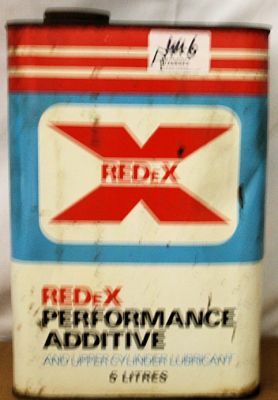 REDeX
REDeX
PERFORMANCE
ADDITIVE
AND UPPER CYLINDER LUBRICANT
5 LITRES